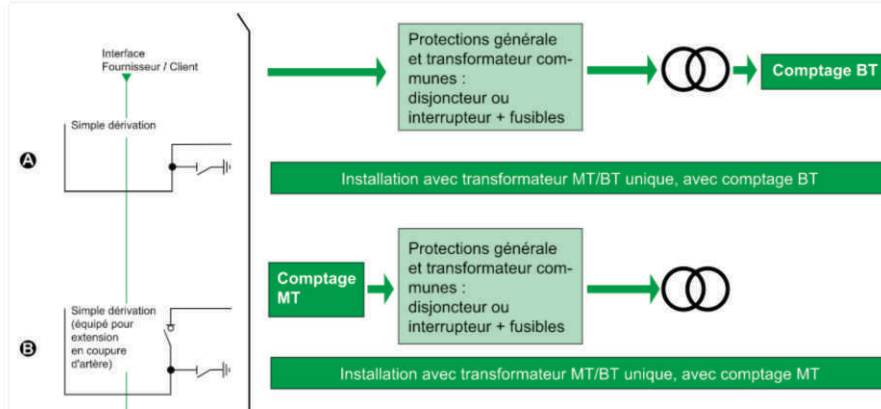 Interface
Fournisseur / Client
Simple dérivation
A
Protections générale
et transformateur com-
munes :
disjoncteur ou
interrupteur + fusibles
Comptage BT
Installation avec transformateur MT/BT unique, avec comptage BT
Simple dérivation
(équipé pour
extension
en coupure
d'artère)
B
Comptage
MT
Protections générale
et transformateur com-
munes :
disjoncteur ou
interrupteur + fusibles
Installation avec transformateur MT/BT unique, avec comptage MT